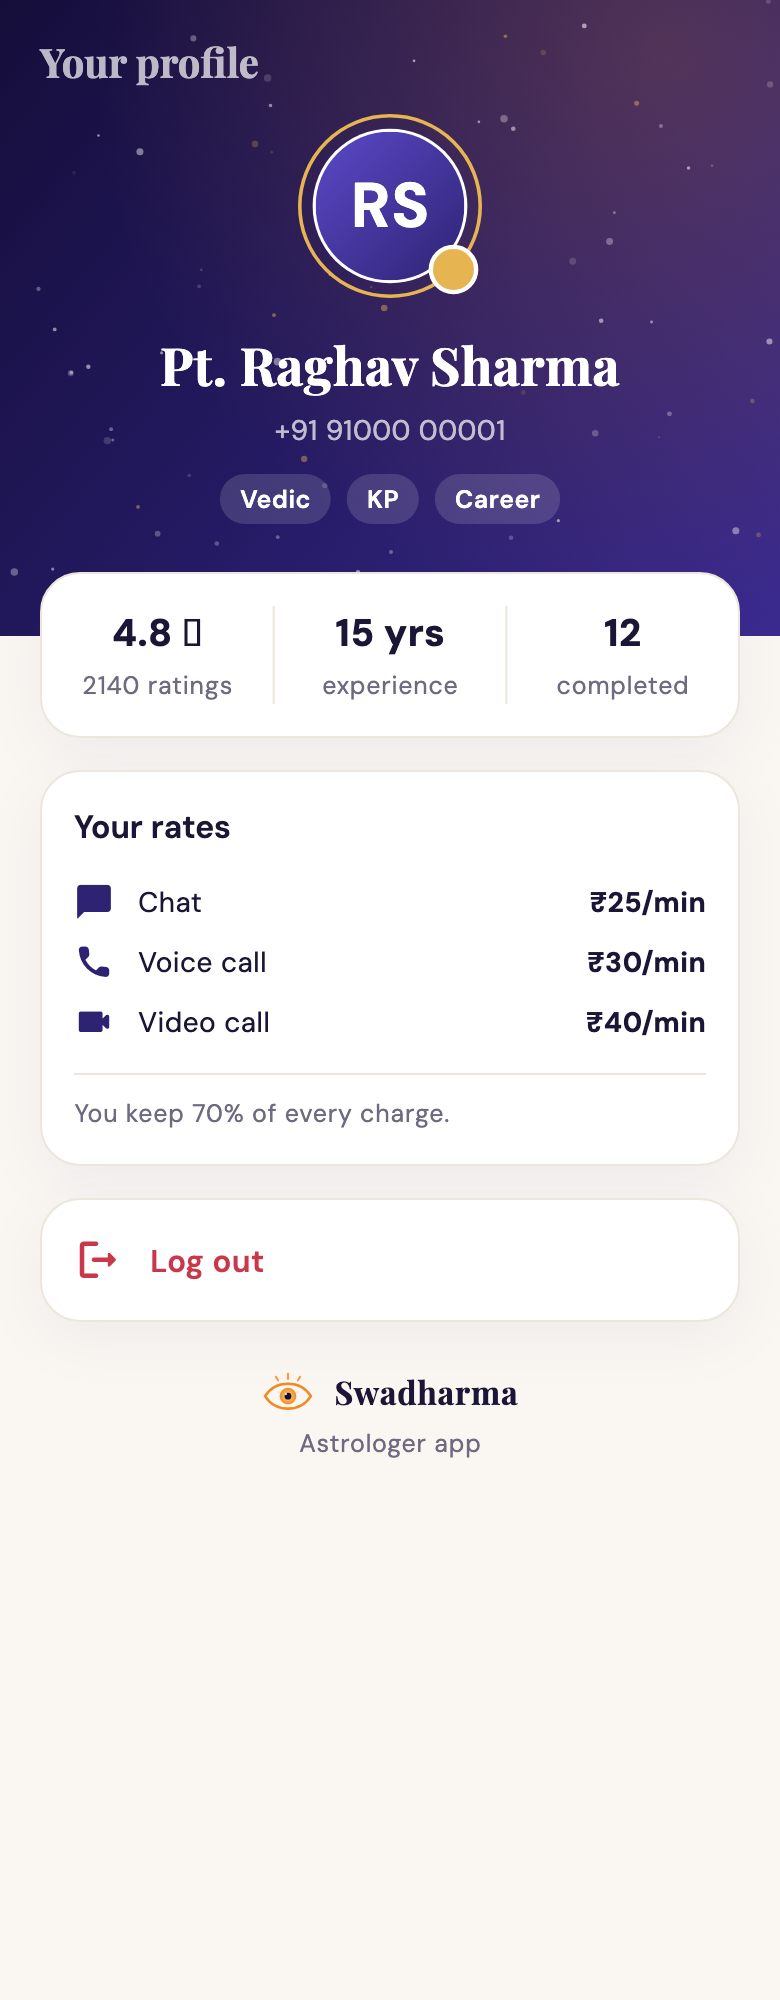 Your profile
RS
Pt. Raghav Sharma
+91 91000 00001
Vedic KP Career
4.8 15 yrs 12
2140 ratings experience completed
Your rates
Chat ₹25/min
Voice call ₹30/min
Video call ₹40/min
You keep 70% of every charge.
Log out
Swadharma
Astrologer app